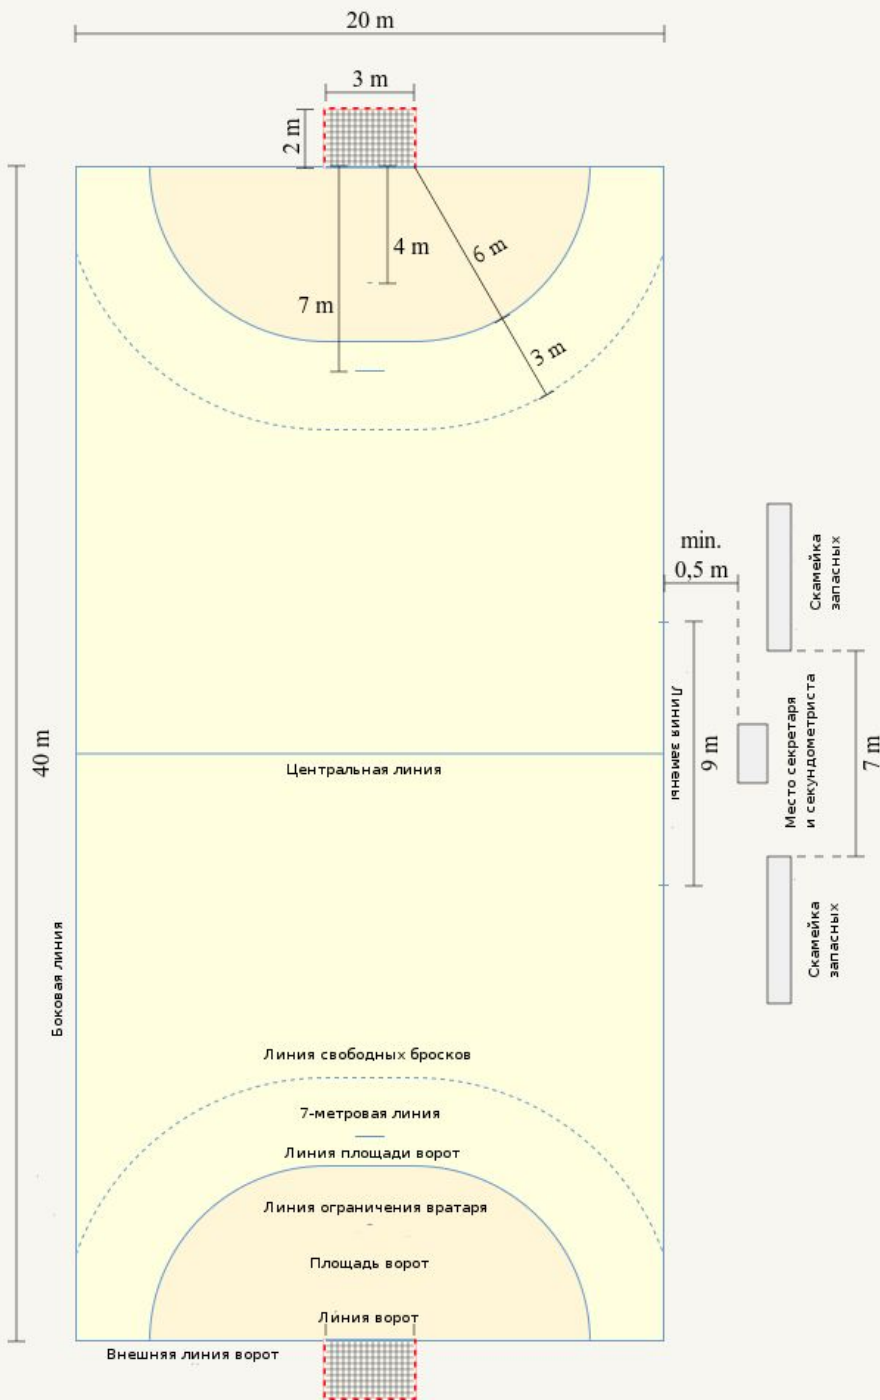 20 m
3 m
2 m
4 m
6 m
7 m
3 m
min.
0,5 m
Скамейка
запасных
Линия замены
9 m
Место секретаря
и секундометриста
7 m
40 m
Центральная линия
Скамейка
запасных
Боковая линия
Линия свободных бросков
7-метровая линия
Линия площади ворот
Линия ограничения вратаря
Площадь ворот
Линия ворот
Внешняя линия ворот